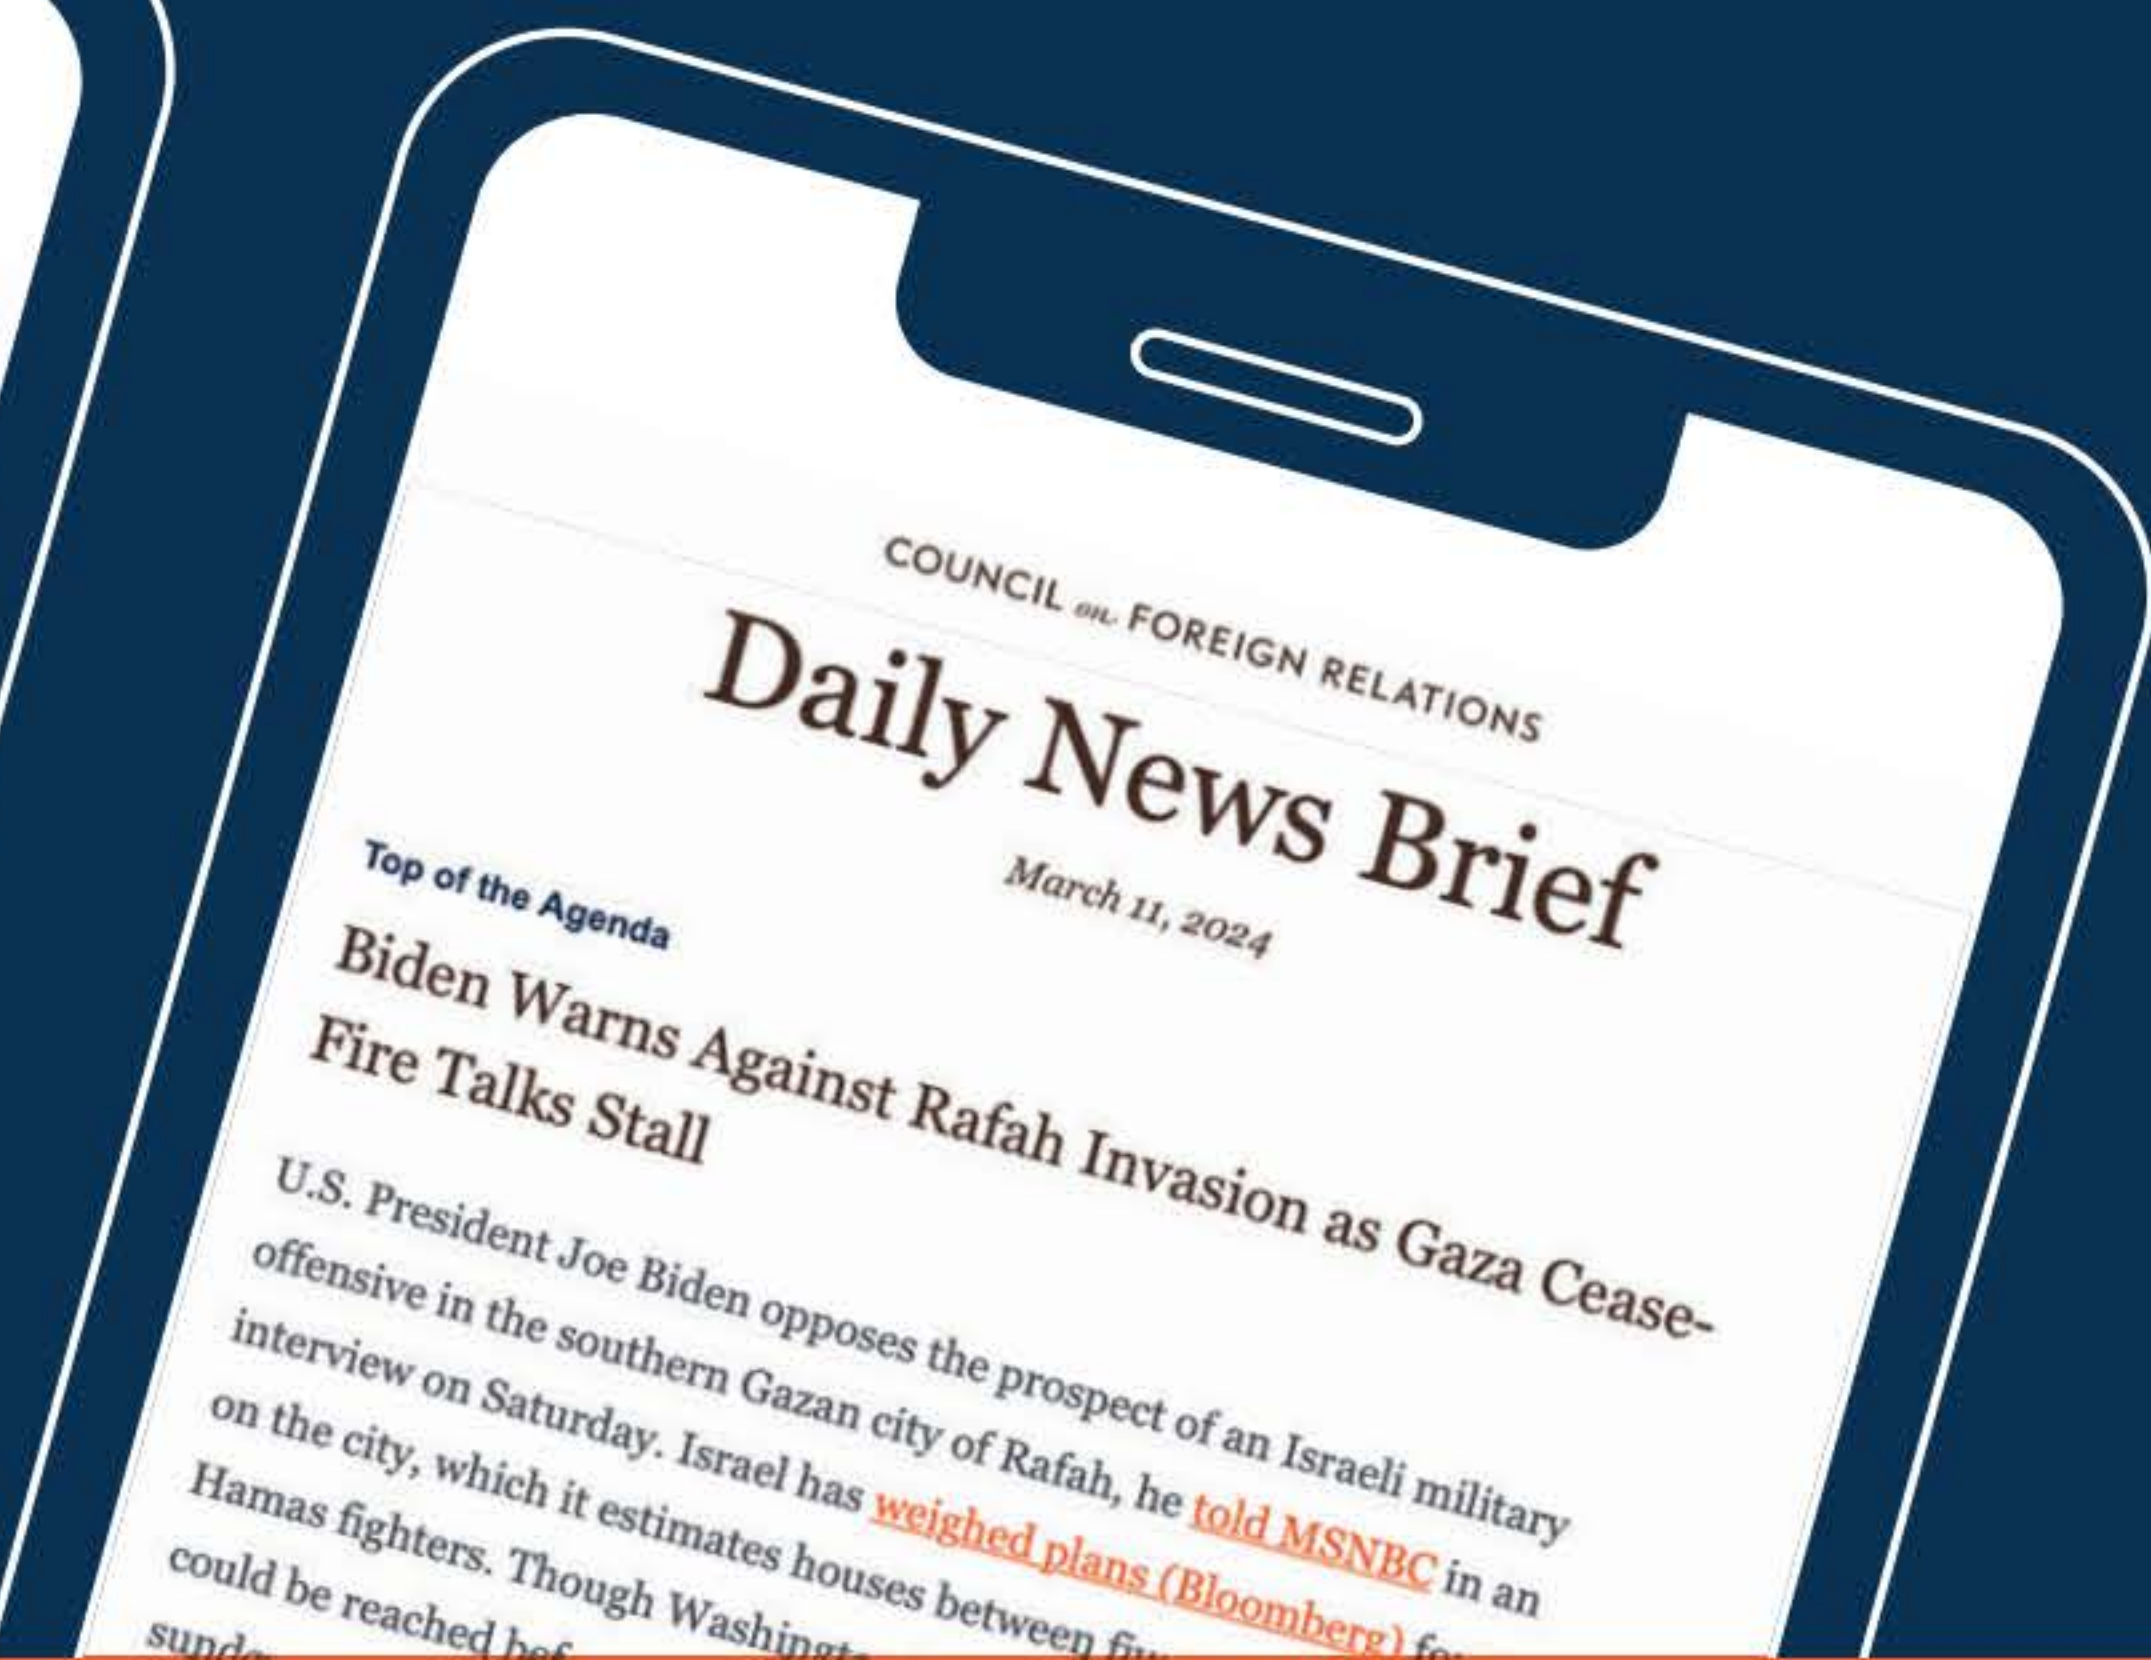 COUNCIL on FOREIGN RELATIONS
Daily News Brief
March 11, 2024
Top of the Agenda
Biden Warns Against Rafah Invasion as Gaza Cease-
Fire Talks Stall
U.S. President Joe Biden opposes the prospect of an Israeli military
offensive in the southern Gazan city of Rafah, he told MSNBC in an
interview on Saturday. Israel has weighed plans (Bloomberg)
on the city, which it estimates houses between
Hamas fighters. Though
could be reached